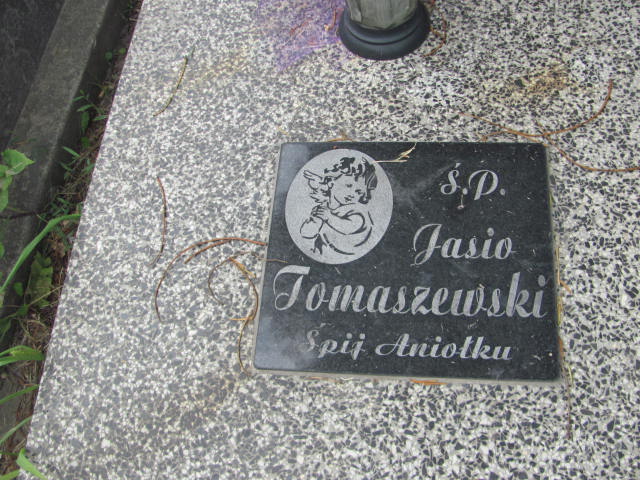 Ś.P.
Jasio
Tomaszewski
Śpij Aniołku